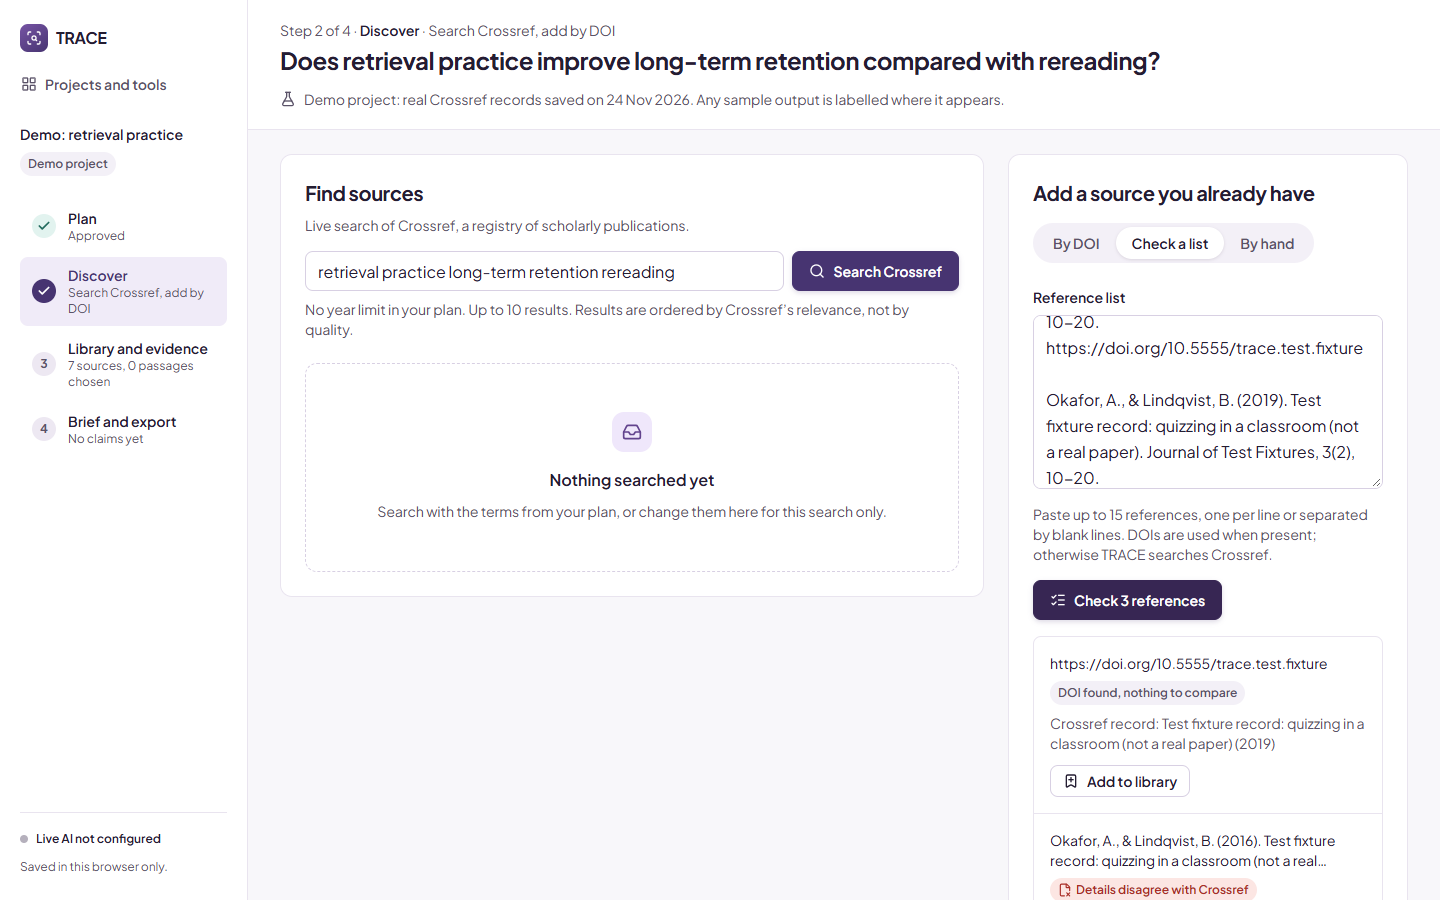 TRACE
Projects and tools
Demo: retrieval practice
Demo project
Plan
Approved
Discover
Search Crossref, add by
DOI
3
Library and evidence
7 sources, 0 passages
chosen
4
Brief and export
No claims yet
Live AI not configured
Saved in this browser only.
Step 2 of 4 · Discover · Search Crossref, add by DOI
Does retrieval practice improve long-term retention compared with rereading?
Demo project: real Crossref records saved on 24 Nov 2026. Any sample output is labelled where it appears.
Find sources
Live search of Crossref, a registry of scholarly publications.
retrieval practice long-term retention rereading
Search Crossref
No year limit in your plan. Up to 10 results. Results are ordered by Crossref's relevance, not by
quality.
Nothing searched yet
Search with the terms from your plan, or change them here for this search only.
Add a source you already have
By DOI
Check a list
By hand
Reference list
10–20.
https://doi.org/10.5555/trace.test.fixture
Okafor, A., & Lindqvist, B. (2019). Test
fixture record: quizzing in a classroom (not
a real paper). Journal of Test Fixtures, 3(2),
10–20.
Paste up to 15 references, one per line or separated
by blank lines. DOIs are used when present;
otherwise TRACE searches Crossref.
Check 3 references
https://doi.org/10.5555/trace.test.fixture
DOI found, nothing to compare
Crossref record: Test fixture record: quizzing in a
classroom (not a real paper) (2019)
Add to library
Okafor, A., & Lindqvist, B. (2016). Test fixture
record: quizzing in a classroom (not a real…
Details disagree with Crossref